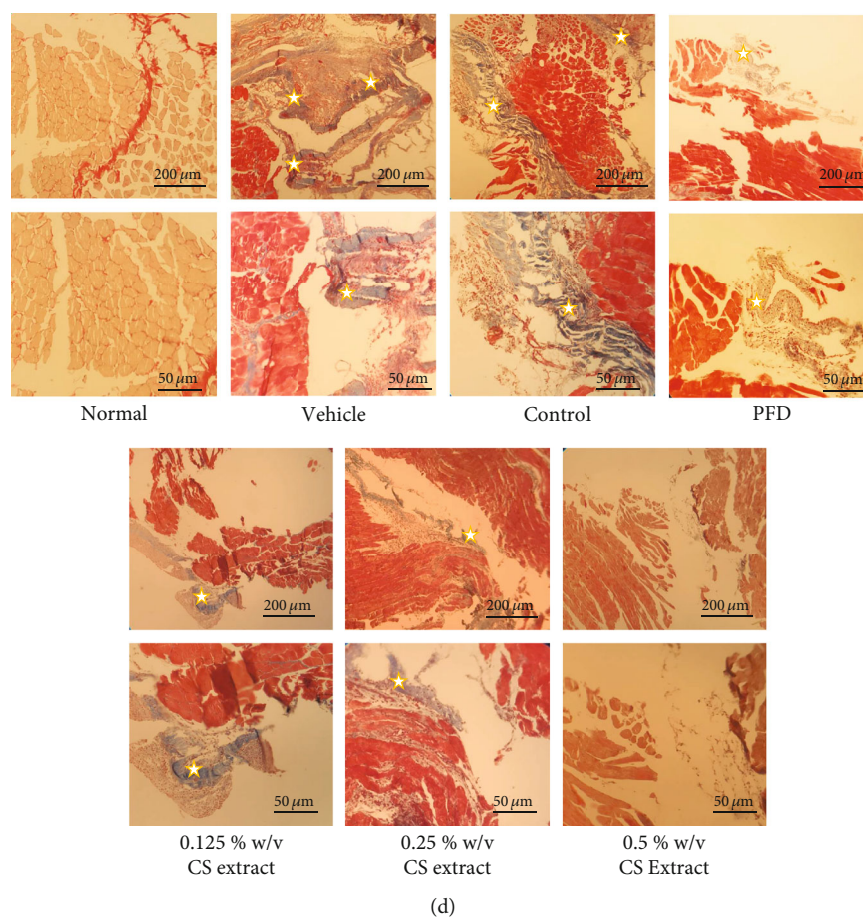 200 µm 200 µm 200 µm 200 µm
50 µm 50 µm 50 µm 50 µm
Normal Vehicle Control PFD
200 µm 200 µm 200 µm
50 µm 50 µm 50 µm
0.125 % w/v 0.25 % w/v 0.5 % w/v
CS extract CS extract CS Extract
(d)